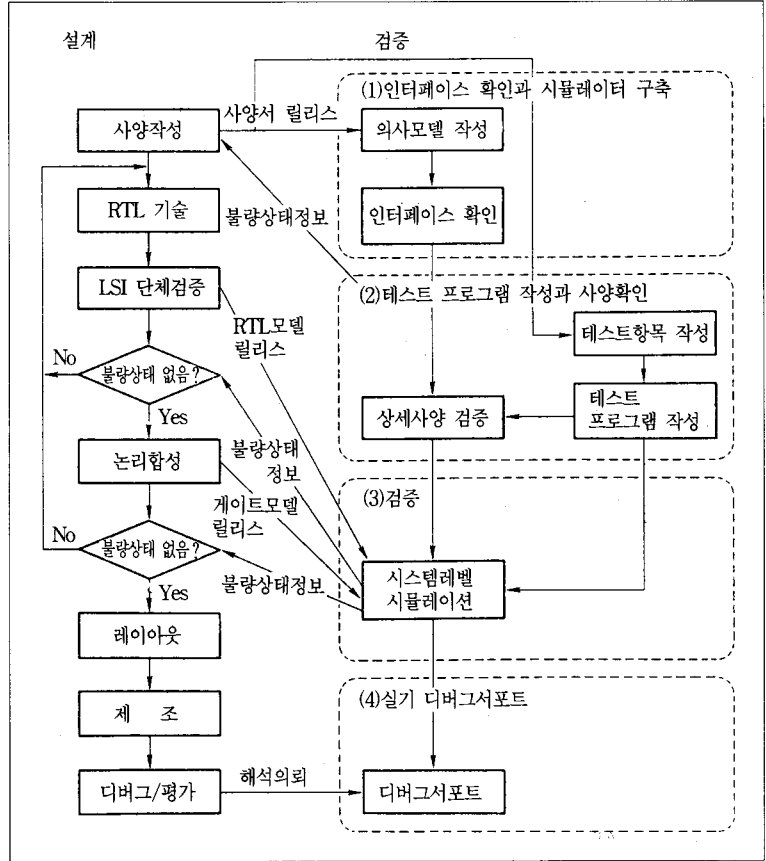 설계
검증
(1)인터페이스 확인과 시뮬레이터 구축
사양서 릴리스
사양작성
의사모델 작성
RTL 기술
불량상태정보
인터페이스 확인
LSI 단체검증
(2)테스트 프로그램 작성과 사양확인
RTL모델
릴리스
테스트항목 작성
No
불량상태 없음?
Yes
상세사양 검증
테스트
프로그램 작성
불량상태
정보
논리합성
게이트모델
릴리스
(3)검증
No
불량상태 없음?
불량상태정보
시스템레벨
시뮬레이션
Yes
레이아웃
제 조
(4)실기 디버그서포트
디버그/평가
해석의뢰
디버그서포트